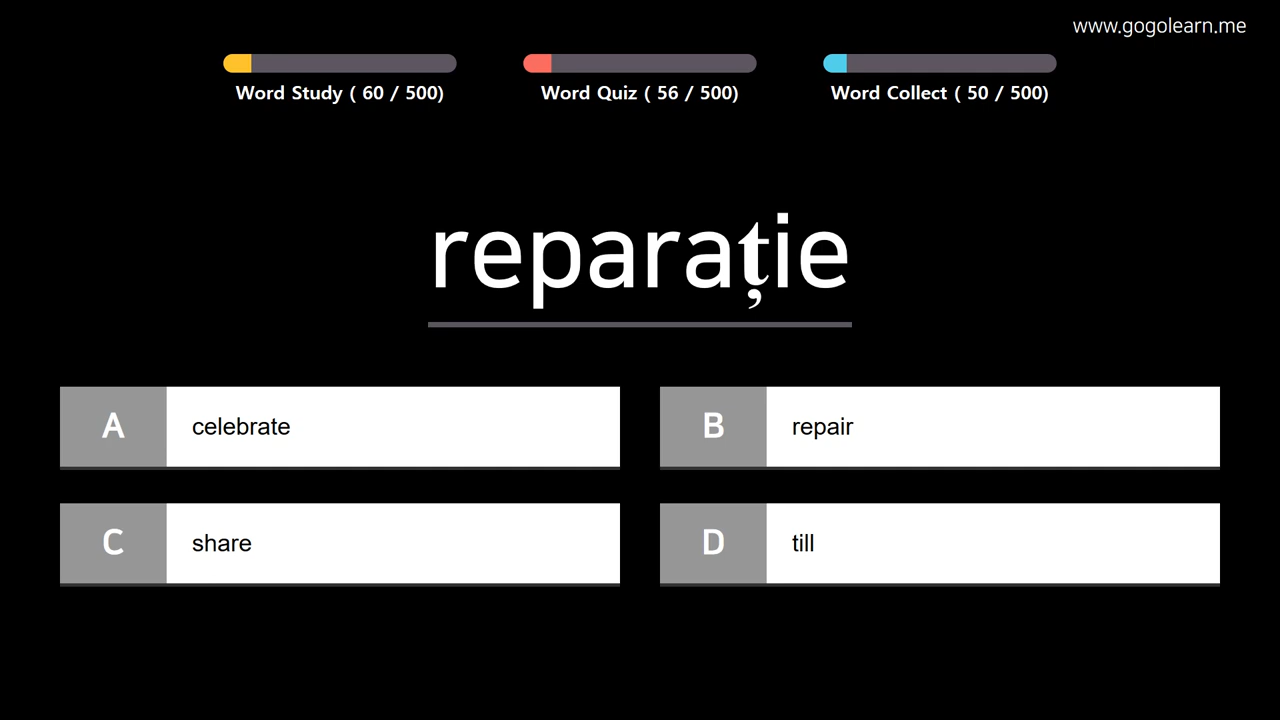 www.gogolearn.me
Word Study ( 60 / 500)
Word Quiz ( 56 / 500)
Word Collect ( 50 / 500)
reparație
A celebrate
B repair
C share
D till